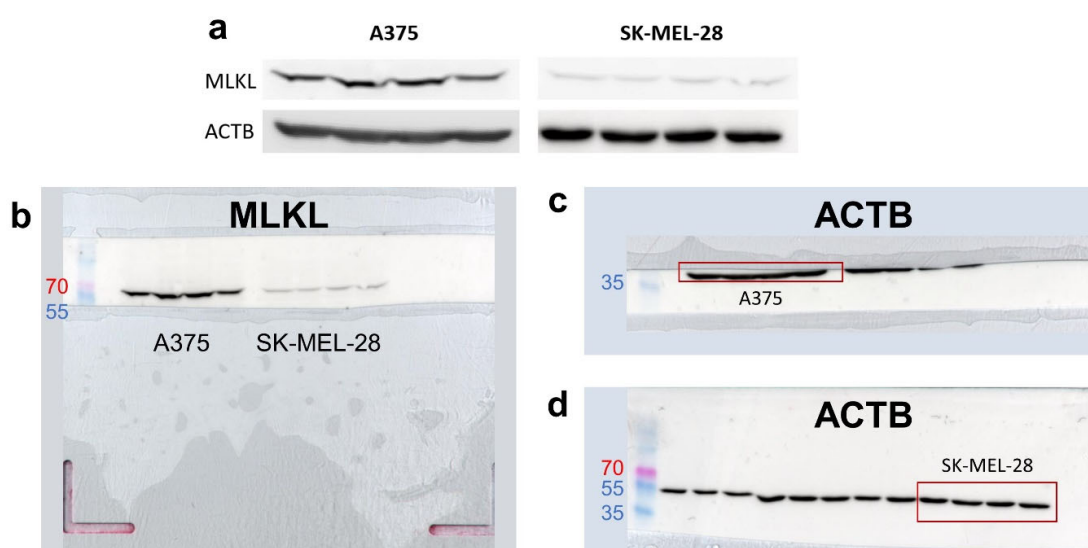 a
A375 SK-MEL-28
MLKL
ACTB
b
MLKL
70
55
A375 SK-MEL-28
c
ACTB
35
A375
d
ACTB
SK-MEL-28
70
55
35